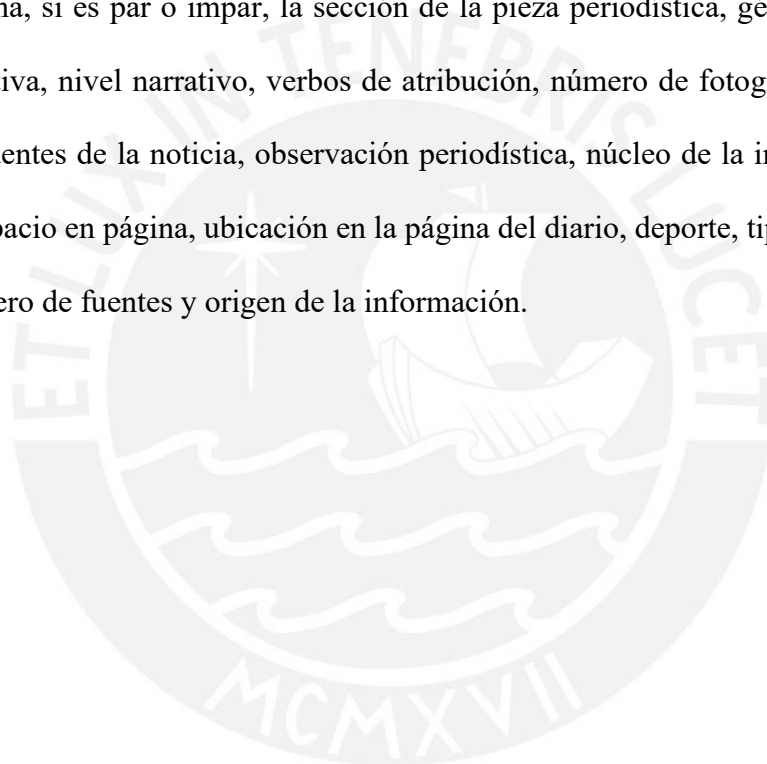 na, si es par o impar, la sección de la pieza periodística, ge
tiva, nivel narrativo, verbos de atribución, número de fotog
entes de la noticia, observación periodística, núcleo de la in
pacio en página, ubicación en la página del diario, deporte, tip
ero de fuentes y origen de la información.
ET LUX IN TENEBRIS LUCET
MCMXVII